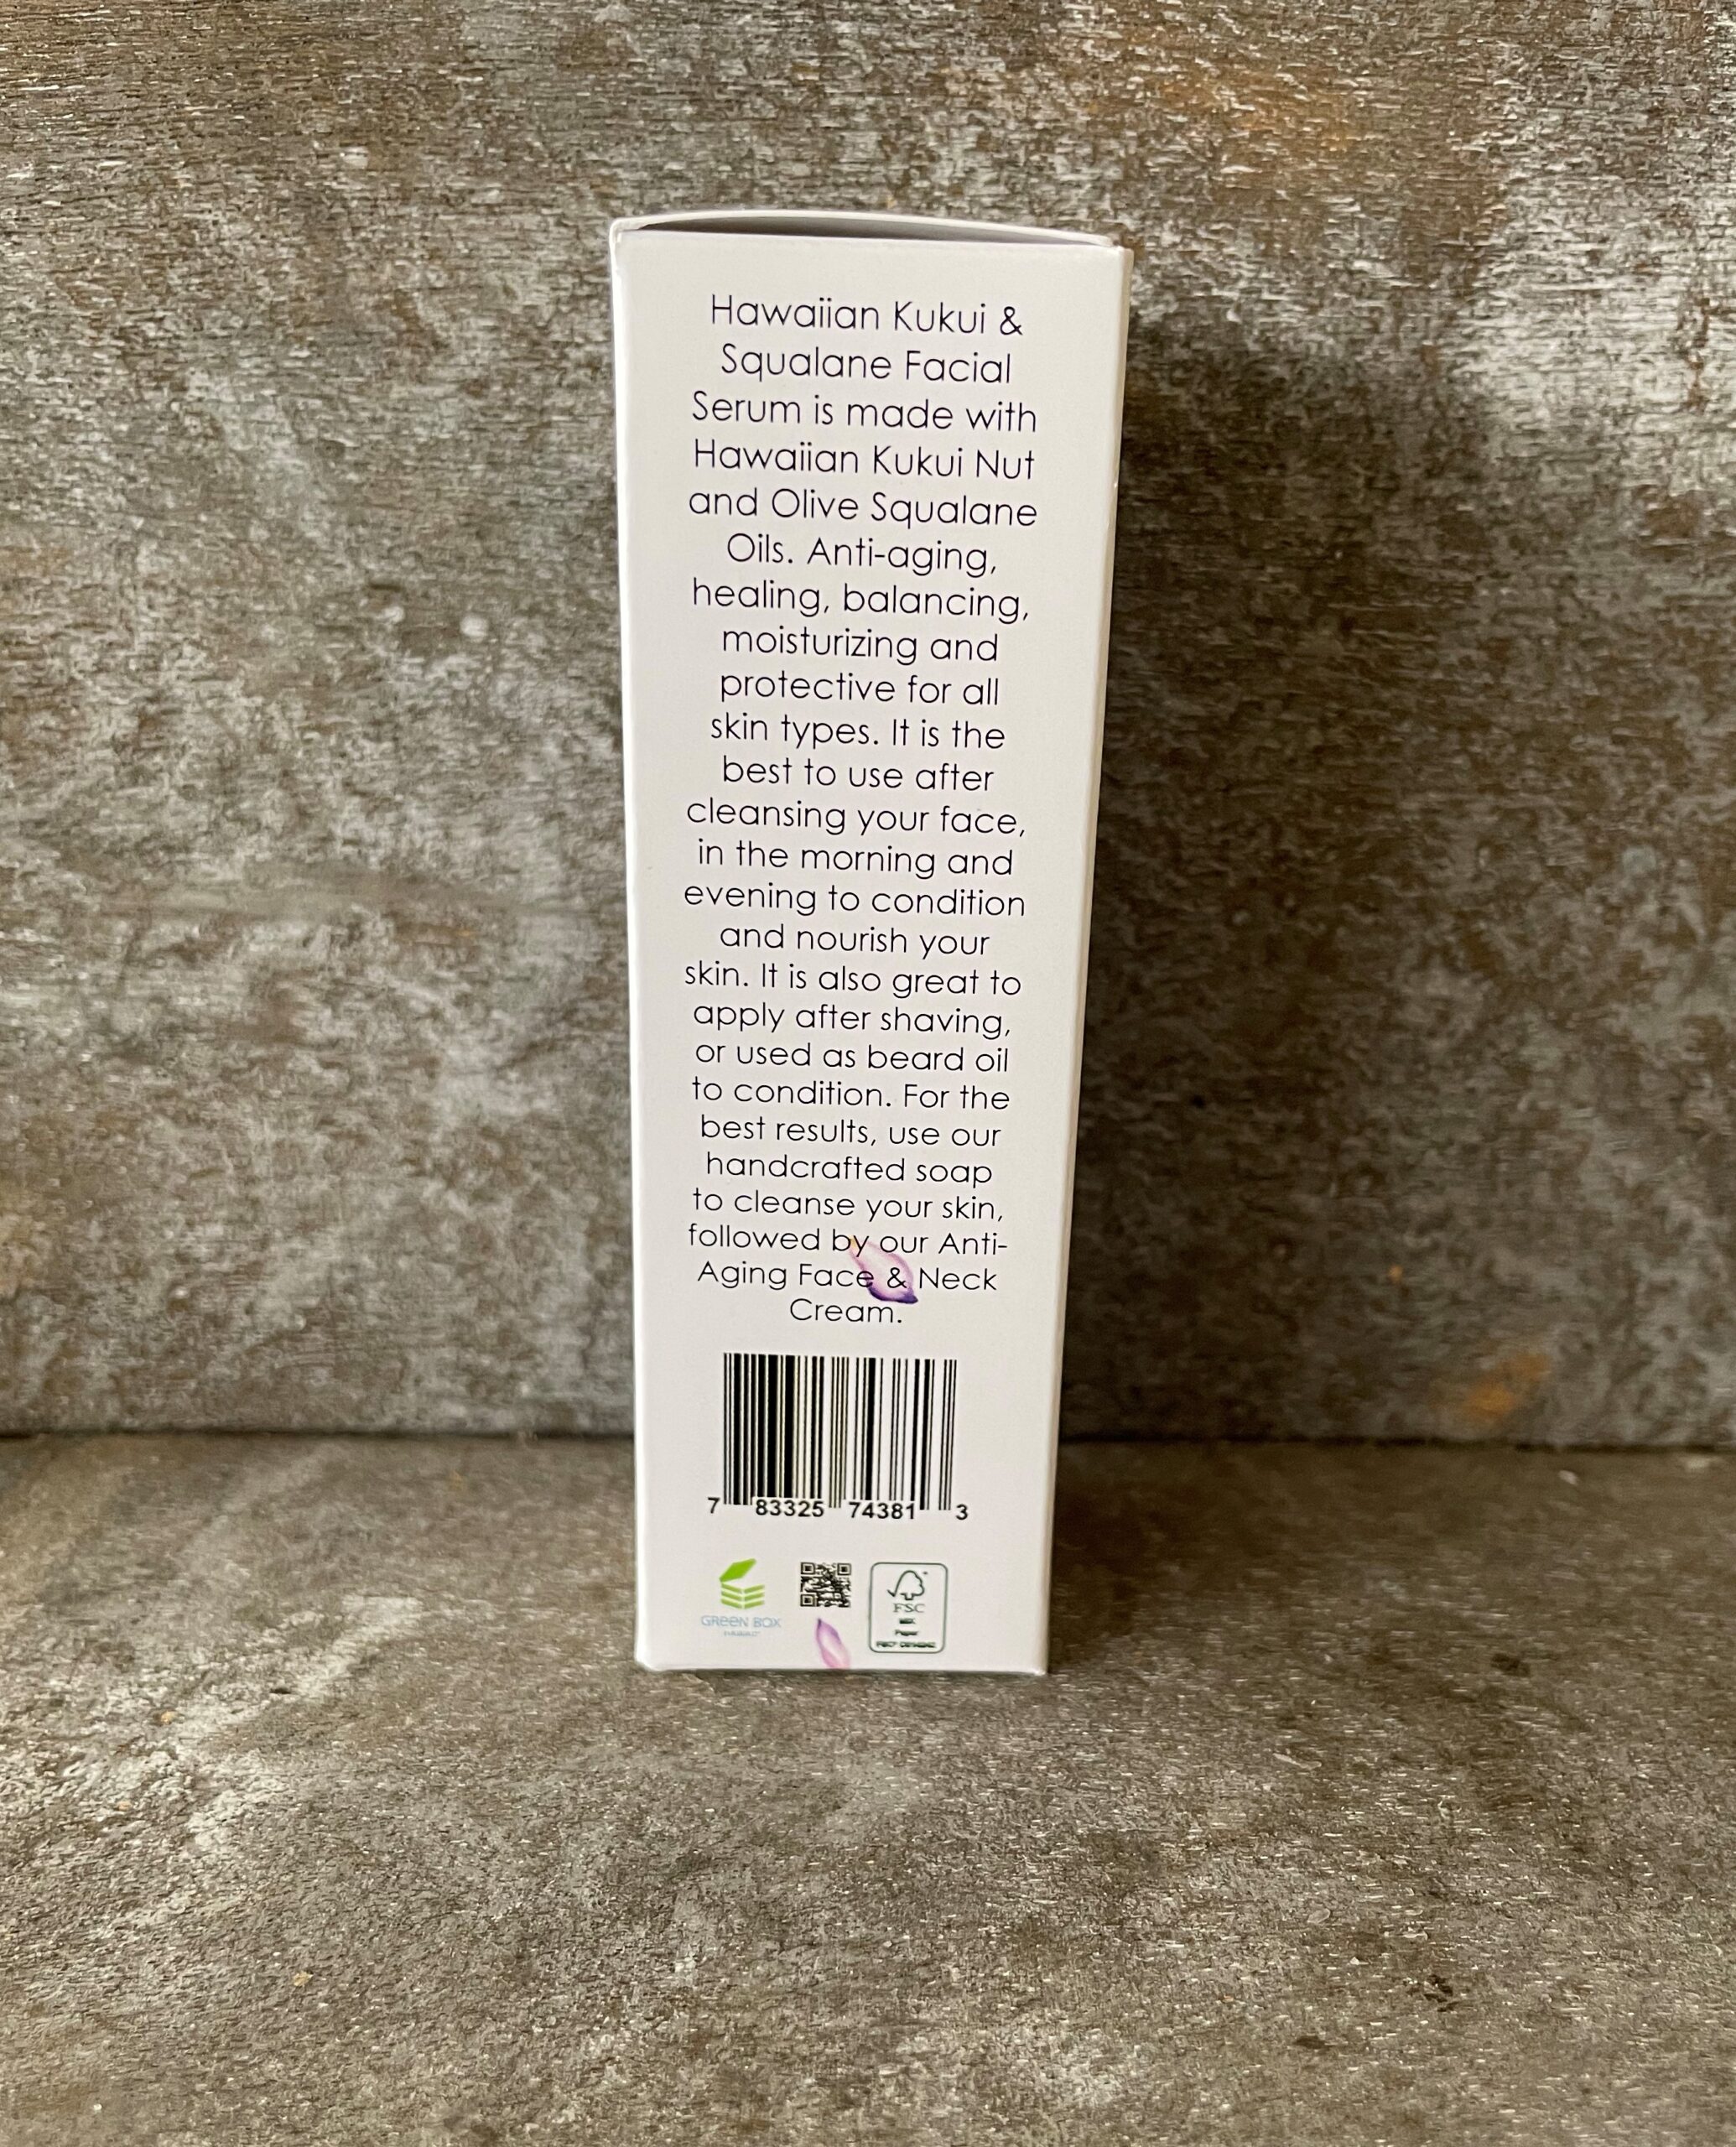 Hawaiian Kukui &
Squalane Facial
Serum is made with
Hawaiian Kukui Nut
and Olive Squalane
Oils. Anti-aging,
healing, balancing,
moisturizing and
protective for all
skin types. It is the
best to use after
cleansing your face,
in the morning and
evening to condition
and nourish your
skin. It is also great to
apply after shaving,
or used as beard oil
to condition. For the
best results, use our
handcrafted soap
to cleanse your skin,
followed by our Anti-
Aging Face & Neck
Cream.
7 83325 74381 3
GREEN BOX
FSC
MIX
Paper